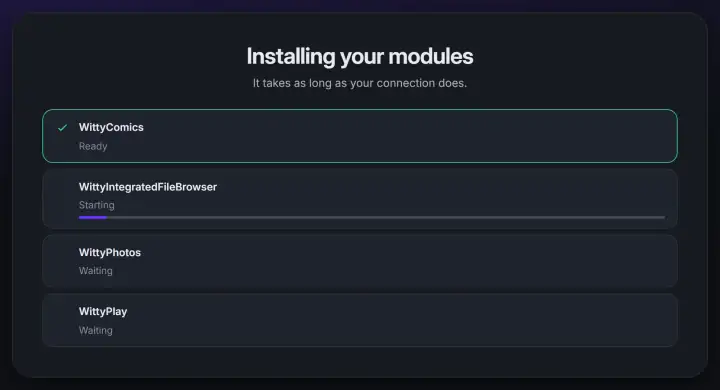 Installing your modules
It takes as long as your connection does.
WittyComics
Ready
WittyIntegratedFileBrowser
Starting
WittyPhotos
Waiting
WittyPlay
Waiting